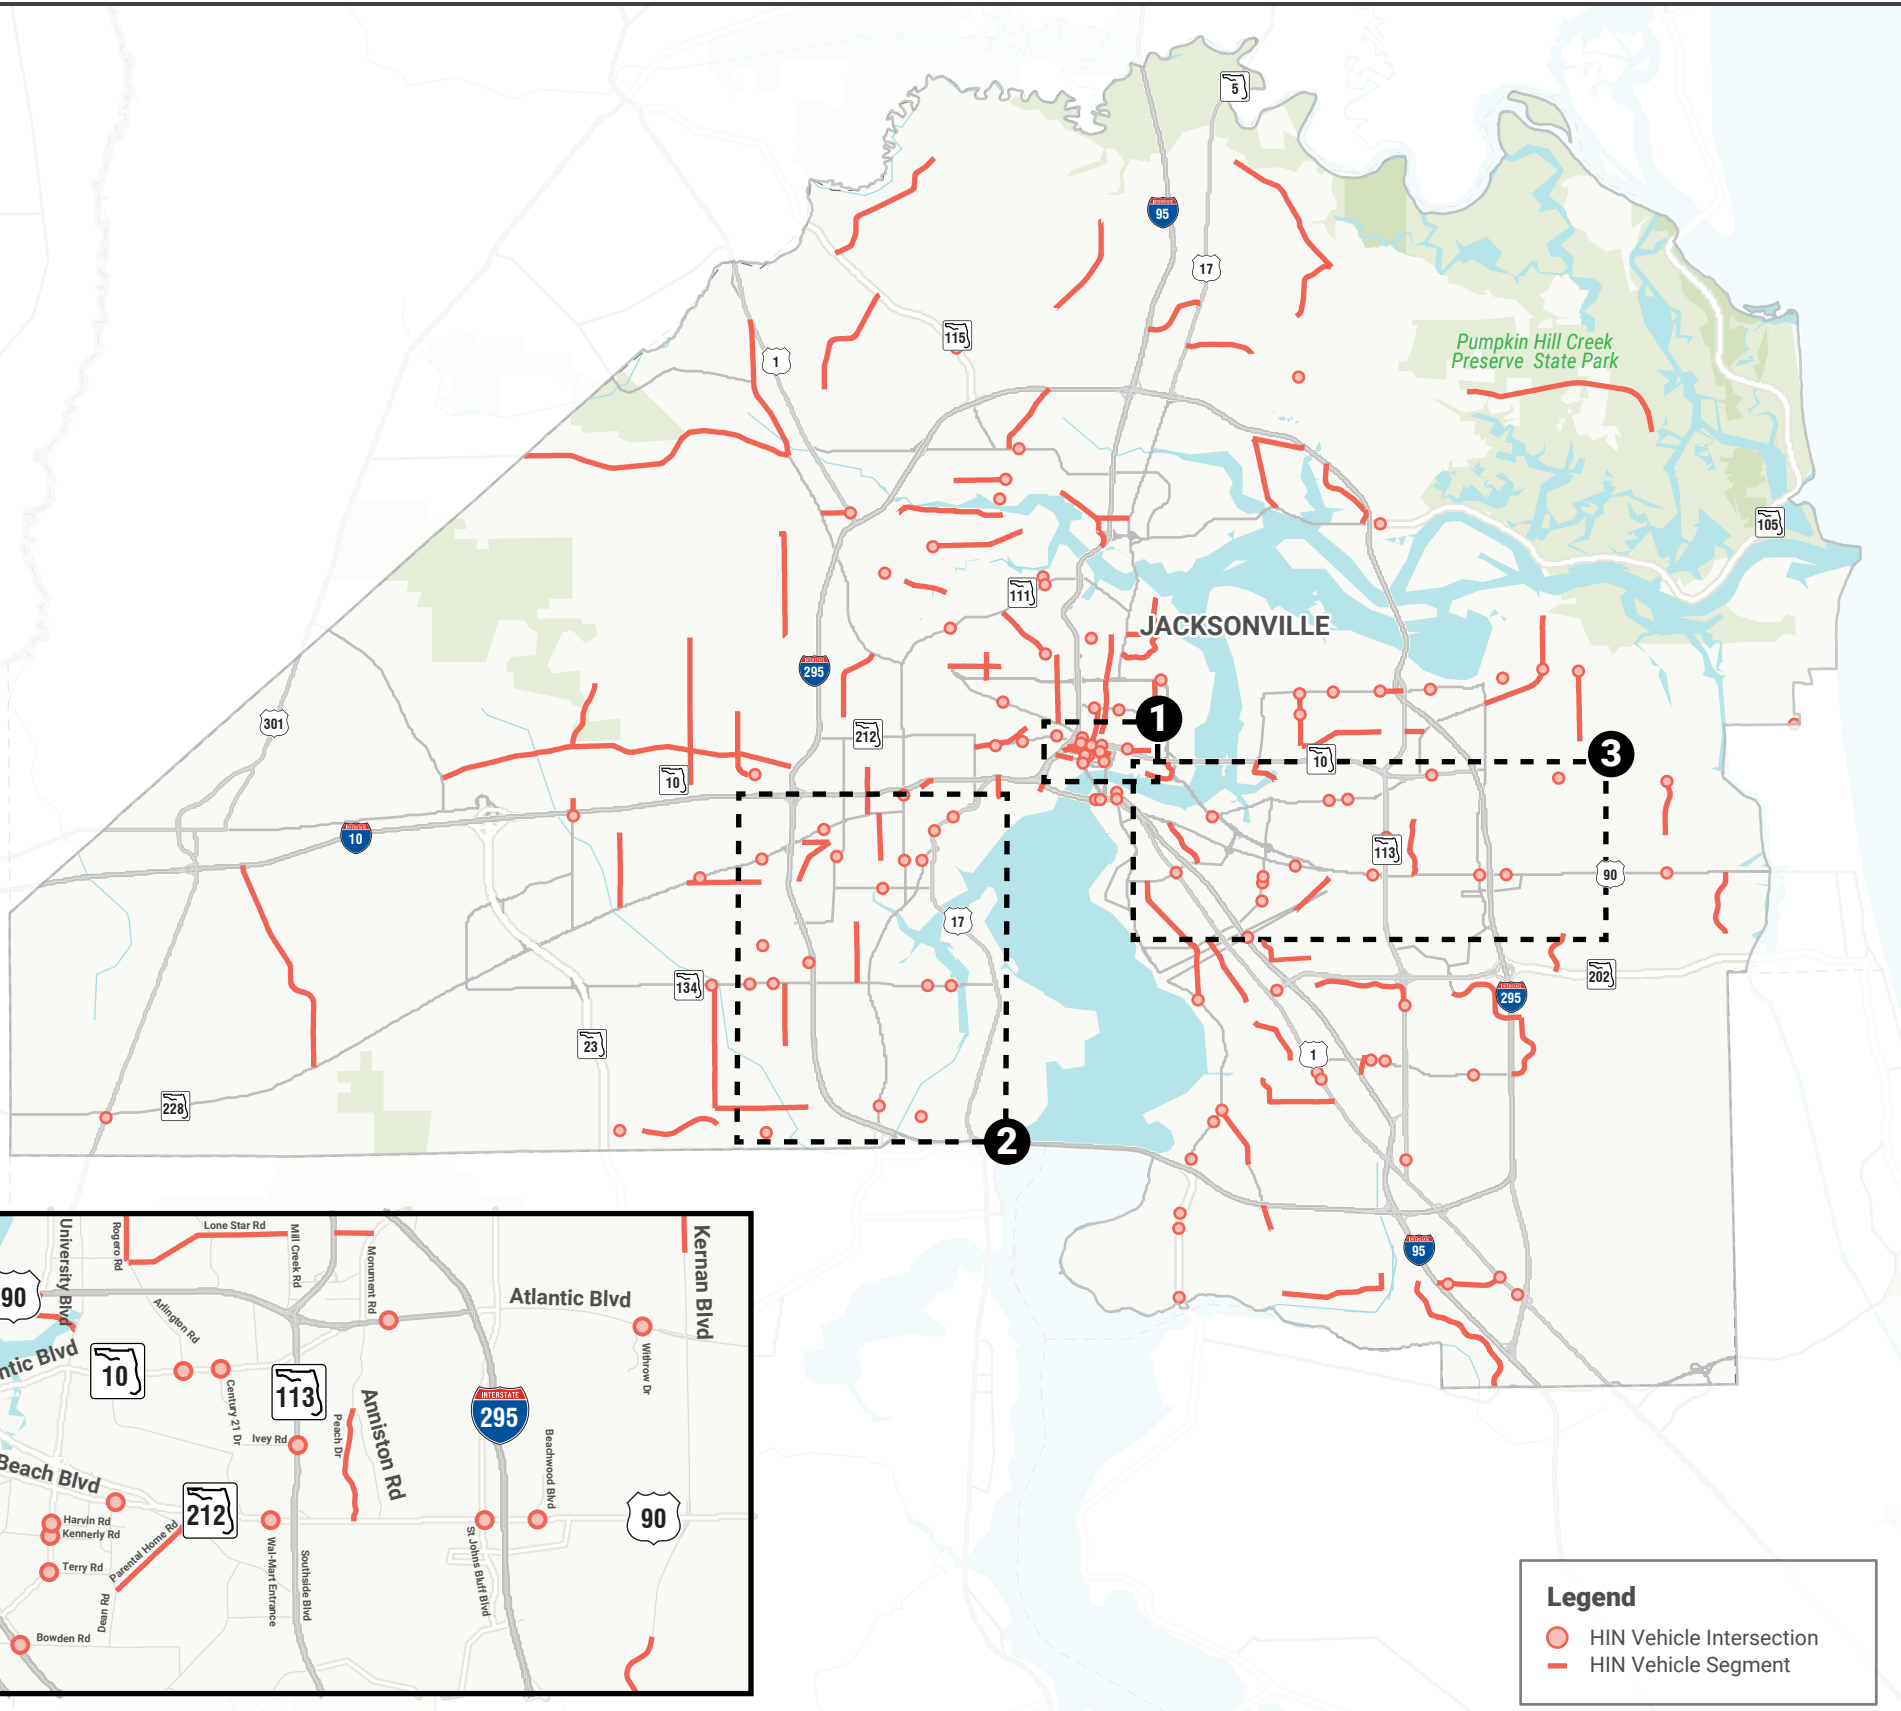 5
95
17
115
1
Pumpkin Hill Creek
Preserve State Park
105
111
JACKSONVILLE
295
301
212
1
10
10
3
10
113
90
17
134
202
295
23
1
228
2
95
University Blvd
Rogero Rd
Lone Star Rd
Mill Creek Rd
Monument Rd
Kernan Blvd
90
Arlington Rd
Atlantic Blvd
ntic Blvd
10
Withrow Dr
113
Century 21 Dr
Ivey Rd
Peach Dr
Anniston Rd
INTERSTATE
295
Beachwood Blvd
Beach Blvd
212
90
Harvin Rd
Kennerly Rd
Terry Rd
Parental Home Rd
Dean Rd
Wal-Mart Entrance
Southside Blvd
St Johns Bluff Blvd
Bowden Rd
Legend
HIN Vehicle Intersection
HIN Vehicle Segment